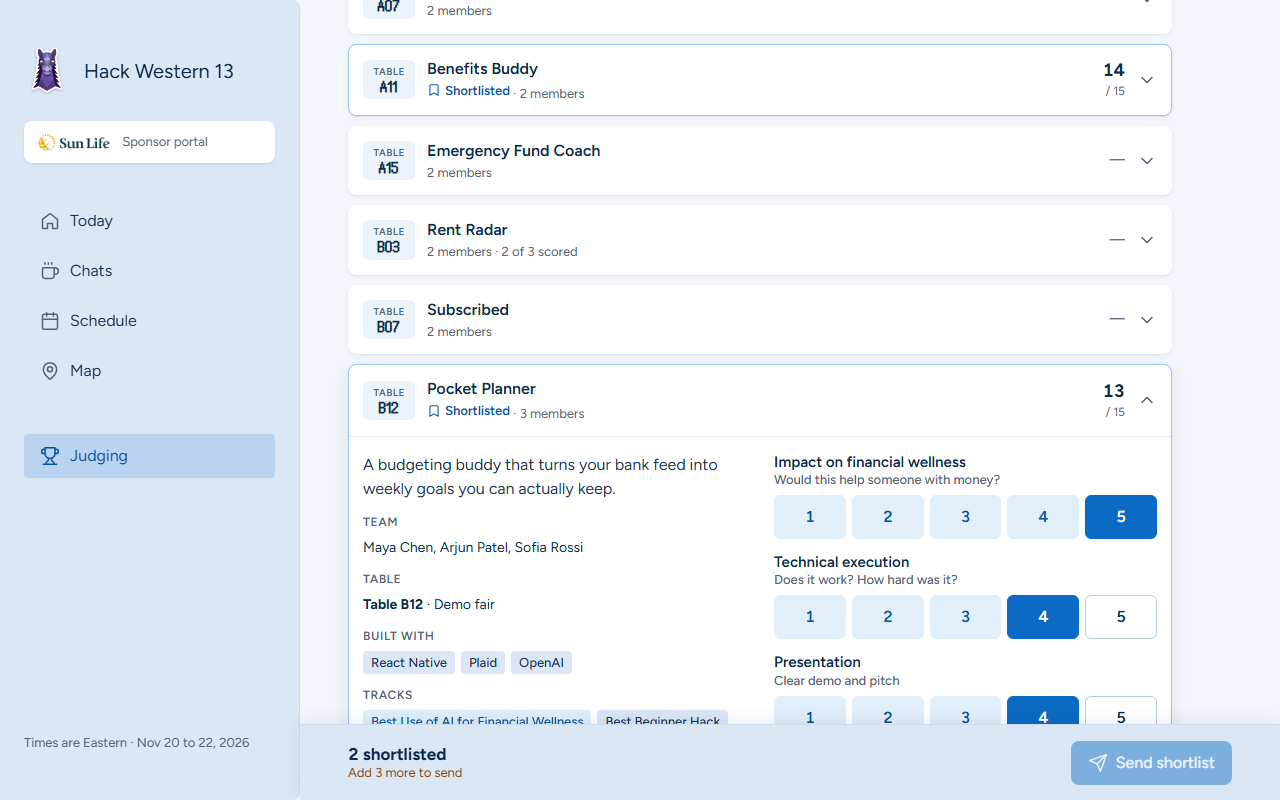 Hack Western 13
Sun Life Sponsor portal
Today
Chats
Schedule
Map
Judging
Times are Eastern · Nov 20 to 22, 2026
A07
2 members
TABLE
A11
Benefits Buddy
Shortlisted · 2 members
14
/ 15
TABLE
A15
Emergency Fund Coach
2 members
—
TABLE
B03
Rent Radar
2 members · 2 of 3 scored
—
TABLE
B07
Subscribed
2 members
—
TABLE
B12
Pocket Planner
Shortlisted · 3 members
13
/ 15
A budgeting buddy that turns your bank feed into
weekly goals you can actually keep.
TEAM
Maya Chen, Arjun Patel, Sofia Rossi
TABLE
Table B12 · Demo fair
BUILT WITH
React Native Plaid OpenAI
TRACKS
Best Use of AI for Financial Wellness Best Beginner Hack
Impact on financial wellness
Would this help someone with money?
1 2 3 4 5
Technical execution
Does it work? How hard was it?
1 2 3 4 5
Presentation
Clear demo and pitch
1 2 3 4 5
2 shortlisted
Add 3 more to send
Send shortlist